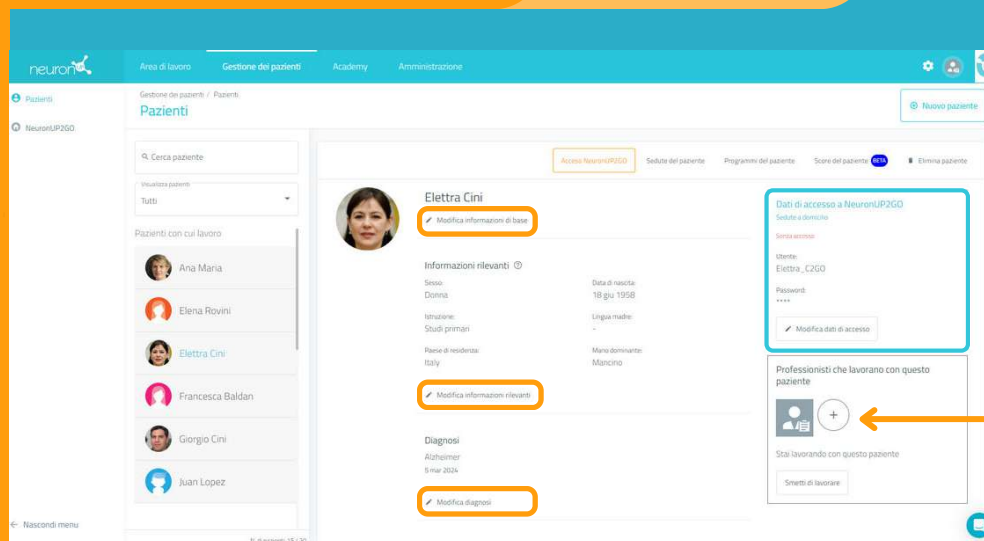 neuron
Area di lavoro
Gestione dei pazienti
Academy
Amministrazione
Pazienti
NeuronUP2GO
Gestione dei pazienti / Pazienti
Pazienti
Nuovo paziente
Cerca paziente
Visualizza pazienti
Tutti
Pazienti con cui lavoro
Ana Maria
Elena Rovini
Elettra Cini
Francesca Baldan
Giorgio Cini
Juan Lopez
Nascondi menu
Acceso NeuronUP2GO
Sedute del paziente
Programmi del paziente
Score del paziente BETA
Elimina paziente
Elettra Cini
Modifica informazioni di base
Informazioni rilevanti
Sesso:
Donna
Data di nascita:
18 giu 1958
Istruzione:
Studi primari
Lingua madre:
-
Paese di residenza:
Italy
Mano dominante:
Mancino
Modifica informazioni rilevanti
Diagnosi
Alzheimer
5 mar 2024
Modifica diagnosi
Dati di accesso a NeuronUP2GO
Sedute a domicilio
Senza accesso
Utente:
Elettra_C2GO
Password:
****
Modifica dati di accesso
Professionisti che lavorano con questo
paziente
Stai lavorando con questo paziente
Smetti di lavorare